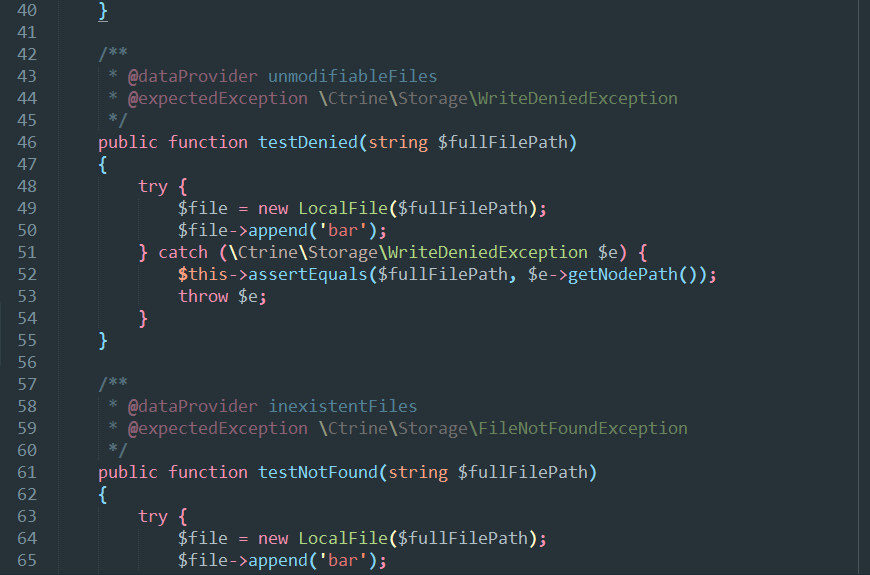 40 }
41
42 /**
43 * @dataProvider unmodifiableFiles
44 * @expectedException \Ctrine\Storage\WriteDeniedException
45 */
46 public function testDenied(string $fullFilePath)
47 {
48 try {
49 $file = new LocalFile($fullFilePath);
50 $file->append('bar');
51 } catch (\Ctrine\Storage\WriteDeniedException $e) {
52 $this->assertEquals($fullFilePath, $e->getNodePath());
53 throw $e;
54 }
55 }
56
57 /**
58 * @dataProvider inexistentFiles
59 * @expectedException \Ctrine\Storage\FileNotFoundException
60 */
61 public function testNotFound(string $fullFilePath)
62 {
63 try {
64 $file = new LocalFile($fullFilePath);
65 $file->append('bar');